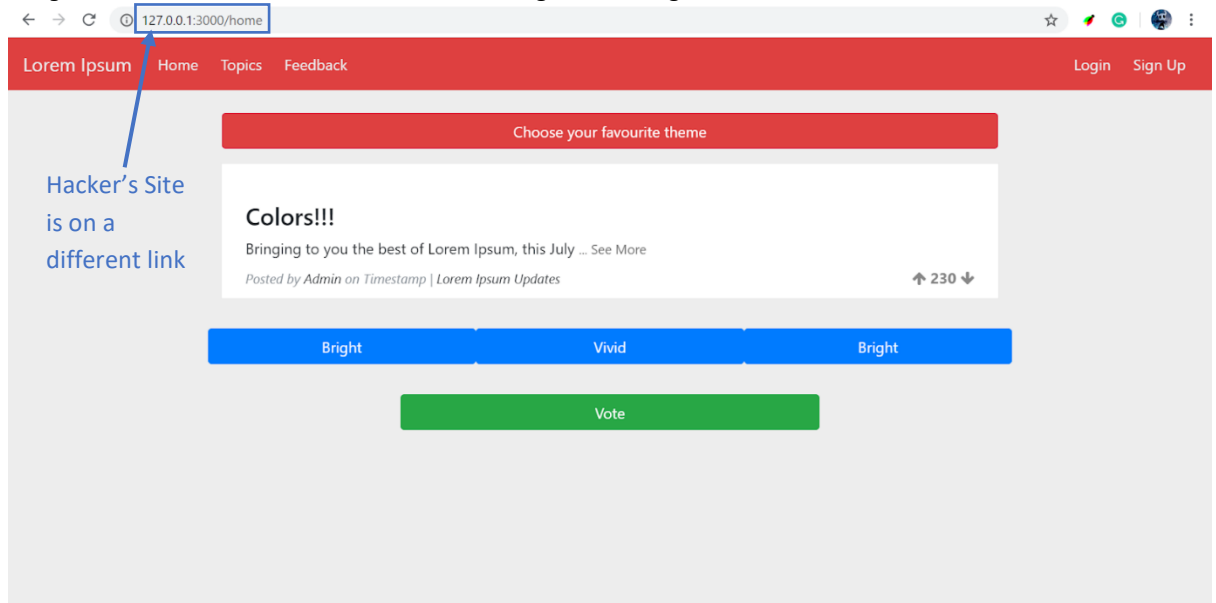 127.0.0.1:3000/home
Lorem Ipsum Home Topics Feedback Login Sign Up
Choose your favourite theme
Hacker's Site
is on a
different link
Colors!!!
Bringing to you the best of Lorem Ipsum, this July ... See More
Posted by Admin on Timestamp | Lorem Ipsum Updates 230
Bright Vivid Bright
Vote